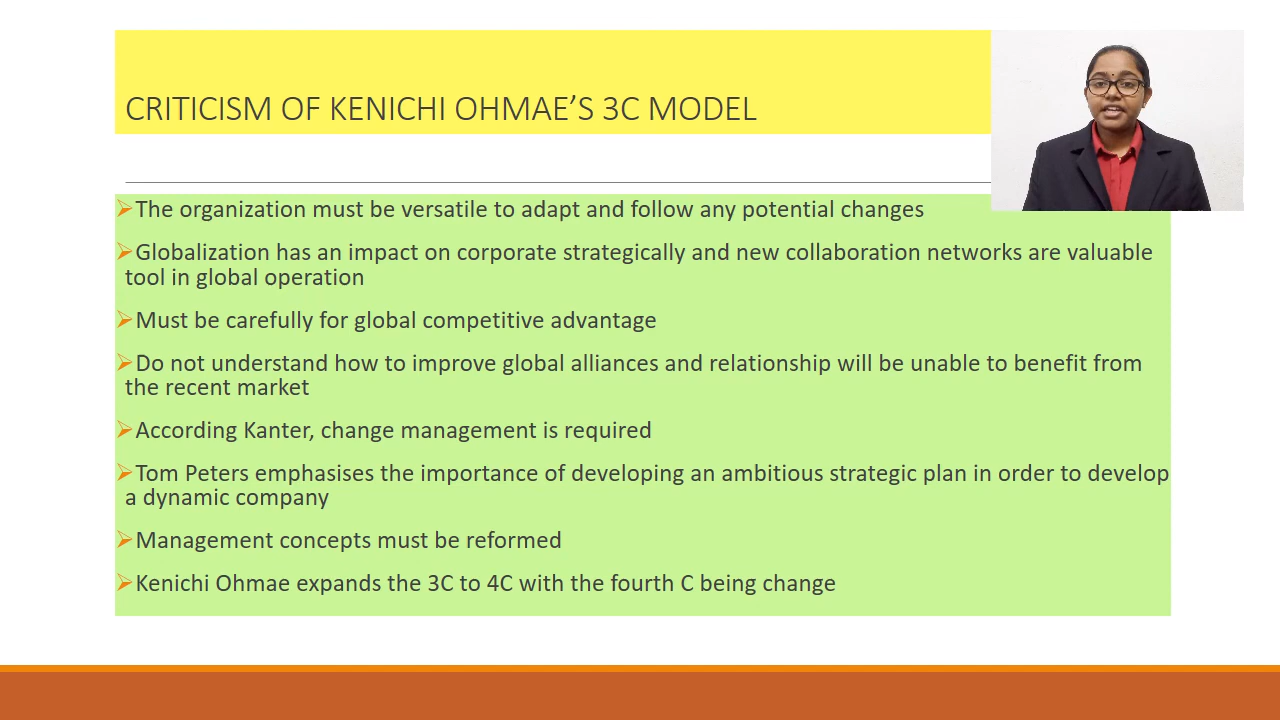 CRITICISM OF KENICHI OHMAE’S 3C MODEL
The organization must be versatile to adapt and follow any potential changes
Globalization has an impact on corporate strategically and new collaboration networks are valuable
tool in global operation
Must be carefully for global competitive advantage
Do not understand how to improve global alliances and relationship will be unable to benefit from
the recent market
According Kanter, change management is required
Tom Peters emphasises the importance of developing an ambitious strategic plan in order to develop
a dynamic company
Management concepts must be reformed
Kenichi Ohmae expands the 3C to 4C with the fourth C being change